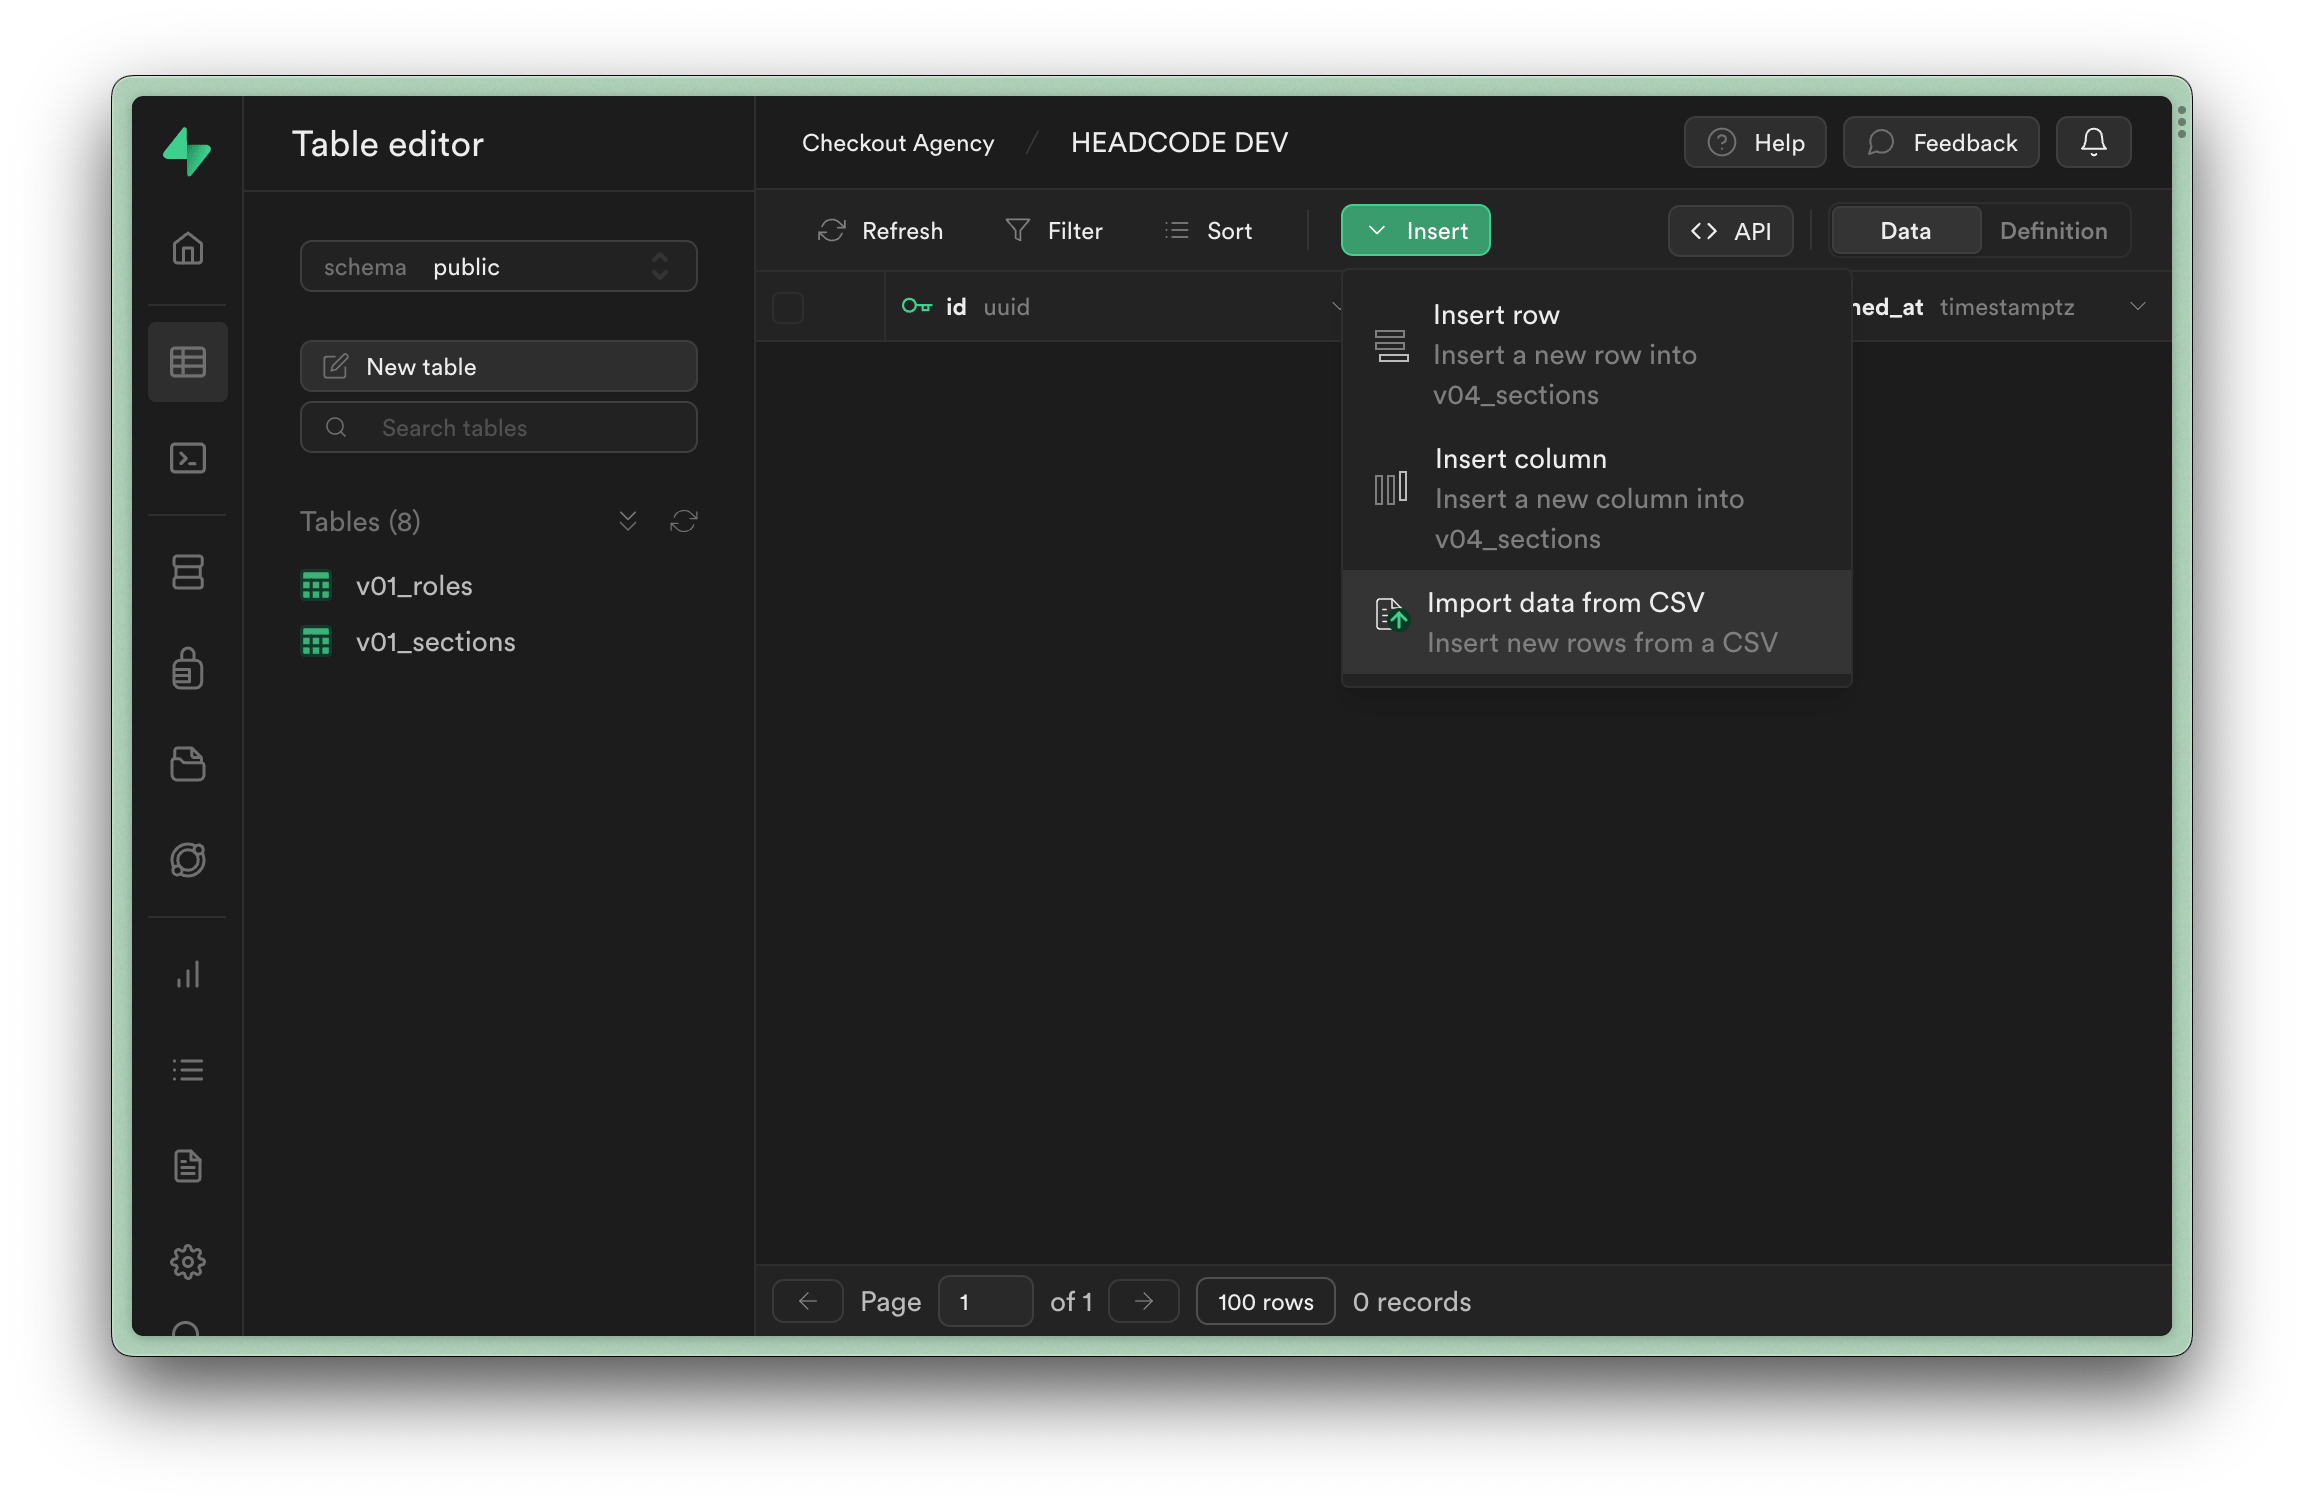 Table editor
schema public
New table
Search tables
Tables (8)
v01_roles
v01_sections
Checkout Agency / HEADCODE DEV
Help
Feedback
Refresh
Filter
Sort
Insert
API
Data
Definition
id uuid
ned_at timestamptz
Insert row
Insert a new row into
v04_sections
Insert column
Insert a new column into
v04_sections
Import data from CSV
Insert new rows from a CSV
Page 1 of 1
100 rows
0 records